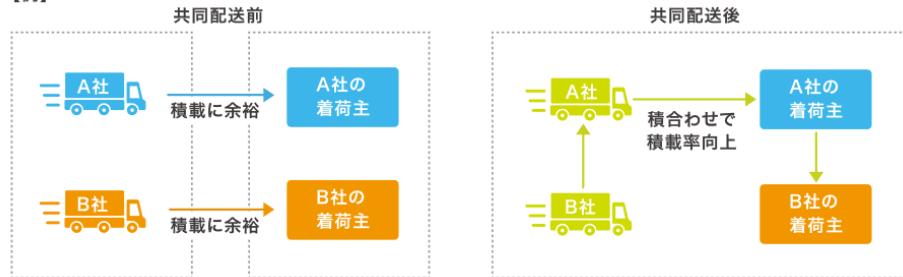 共同配送前
A社
積載に余裕
A社の
着荷主
B社
積載に余裕
B社の
着荷主
共同配送後
A社
積合わせで
積載率向上
A社の
着荷主
B社
B社の
着荷主